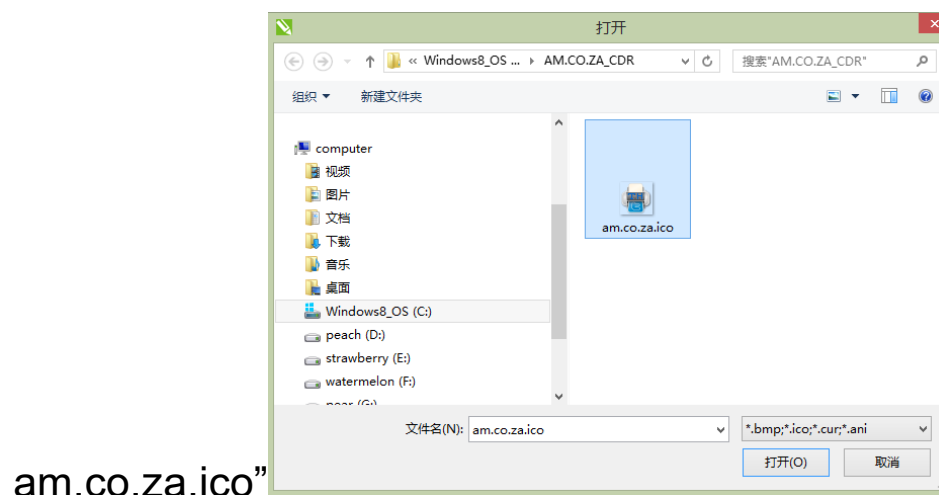 打开
« Windows8_OS ... AM.CO.ZA_CDR
搜索"AM.CO.ZA_CDR"
组织 新建文件夹
computer
视频
图片
文档
下载
音乐
桌面
Windows8_OS (C:)
peach (D:)
strawberry (E:)
watermelon (F:)
pear (G:)
am.co.za.ico
文件名(N): am.co.za.ico
*.bmp;*.ico;*.cur;*.ani
打开(O) 取消
am.co.za.ico”